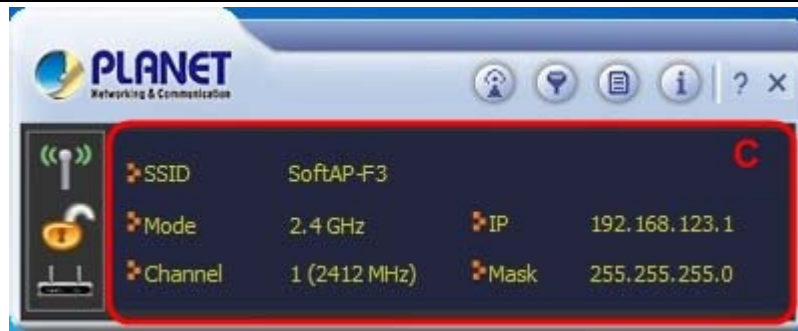 PLANET
Networking & Communication
? ×
C
SSID SoftAP-F3
Mode 2.4 GHz IP 192.168.123.1
Channel 1 (2412 MHz) Mask 255.255.255.0